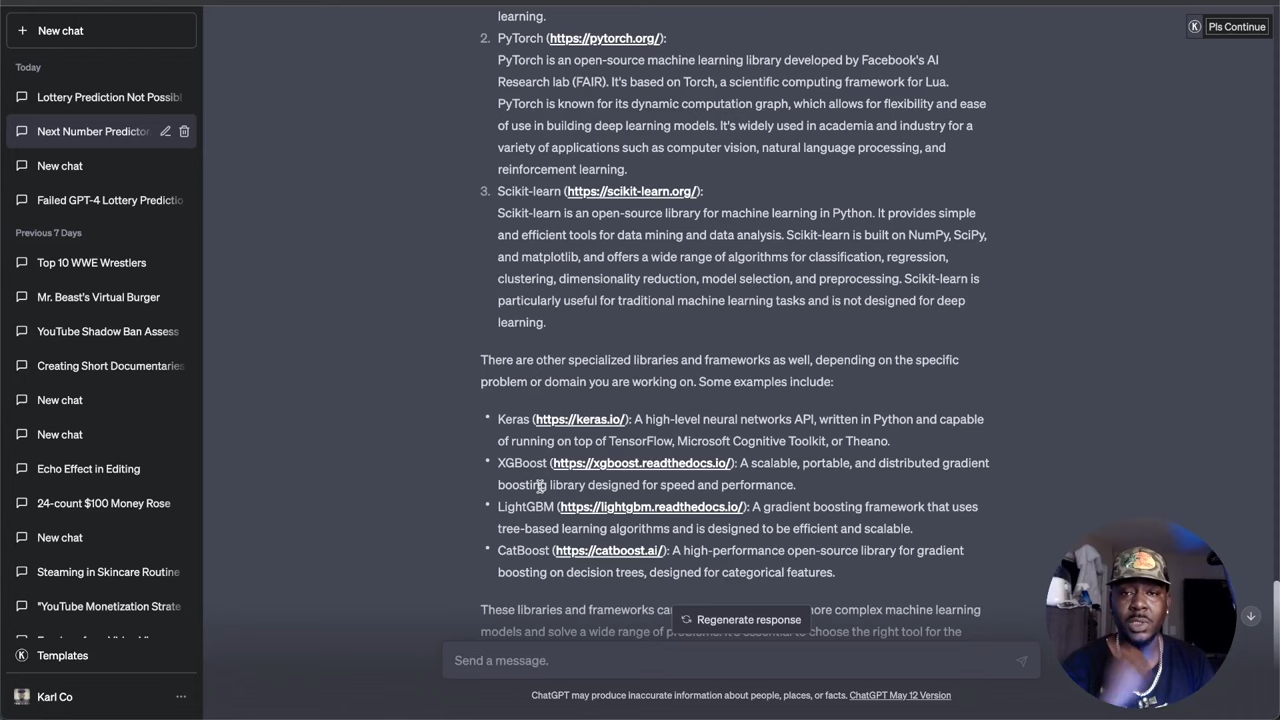 New chat
Today
Lottery Prediction Not Possibl
Next Number Predictor
New chat
Failed GPT-4 Lottery Predictio
Previous 7 Days
Top 10 WWE Wrestlers
Mr. Beast's Virtual Burger
YouTube Shadow Ban Assess
Creating Short Documentaries
New chat
New chat
Echo Effect in Editing
24-count $100 Money Rose
New chat
Steaming in Skincare Routine
"YouTube Monetization Strate
Templates
Karl Co
Pls Continue
learning.
2. PyTorch (https://pytorch.org/):
PyTorch is an open-source machine learning library developed by Facebook's AI
Research lab (FAIR). It's based on Torch, a scientific computing framework for Lua.
PyTorch is known for its dynamic computation graph, which allows for flexibility and ease
of use in building deep learning models. It's widely used in academia and industry for a
variety of applications such as computer vision, natural language processing, and
reinforcement learning.
3. Scikit-learn (https://scikit-learn.org/):
Scikit-learn is an open-source library for machine learning in Python. It provides simple
and efficient tools for data mining and data analysis. Scikit-learn is built on NumPy, SciPy,
and matplotlib, and offers a wide range of algorithms for classification, regression,
clustering, dimensionality reduction, model selection, and preprocessing. Scikit-learn is
particularly useful for traditional machine learning tasks and is not designed for deep
learning.
There are other specialized libraries and frameworks as well, depending on the specific
problem or domain you are working on. Some examples include:
• Keras (https://keras.io/): A high-level neural networks API, written in Python and capable
of running on top of TensorFlow, Microsoft Cognitive Toolkit, or Theano.
• XGBoost (https://xgboost.readthedocs.io/): A scalable, portable, and distributed gradient
boosting library designed for speed and performance.
• LightGBM (https://lightgbm.readthedocs.io/): A gradient boosting framework that uses
tree-based learning algorithms and is designed to be efficient and scalable.
• CatBoost (https://catboost.ai/): A high-performance open-source library for gradient
boosting on decision trees, designed for categorical features.
These libraries and frameworks can more complex machine learning
models and solve a wide range of problems. It's essential to choose the right tool for the
Regenerate response
Send a message.
ChatGPT may produce inaccurate information about people, places, or facts. ChatGPT May 12 Version